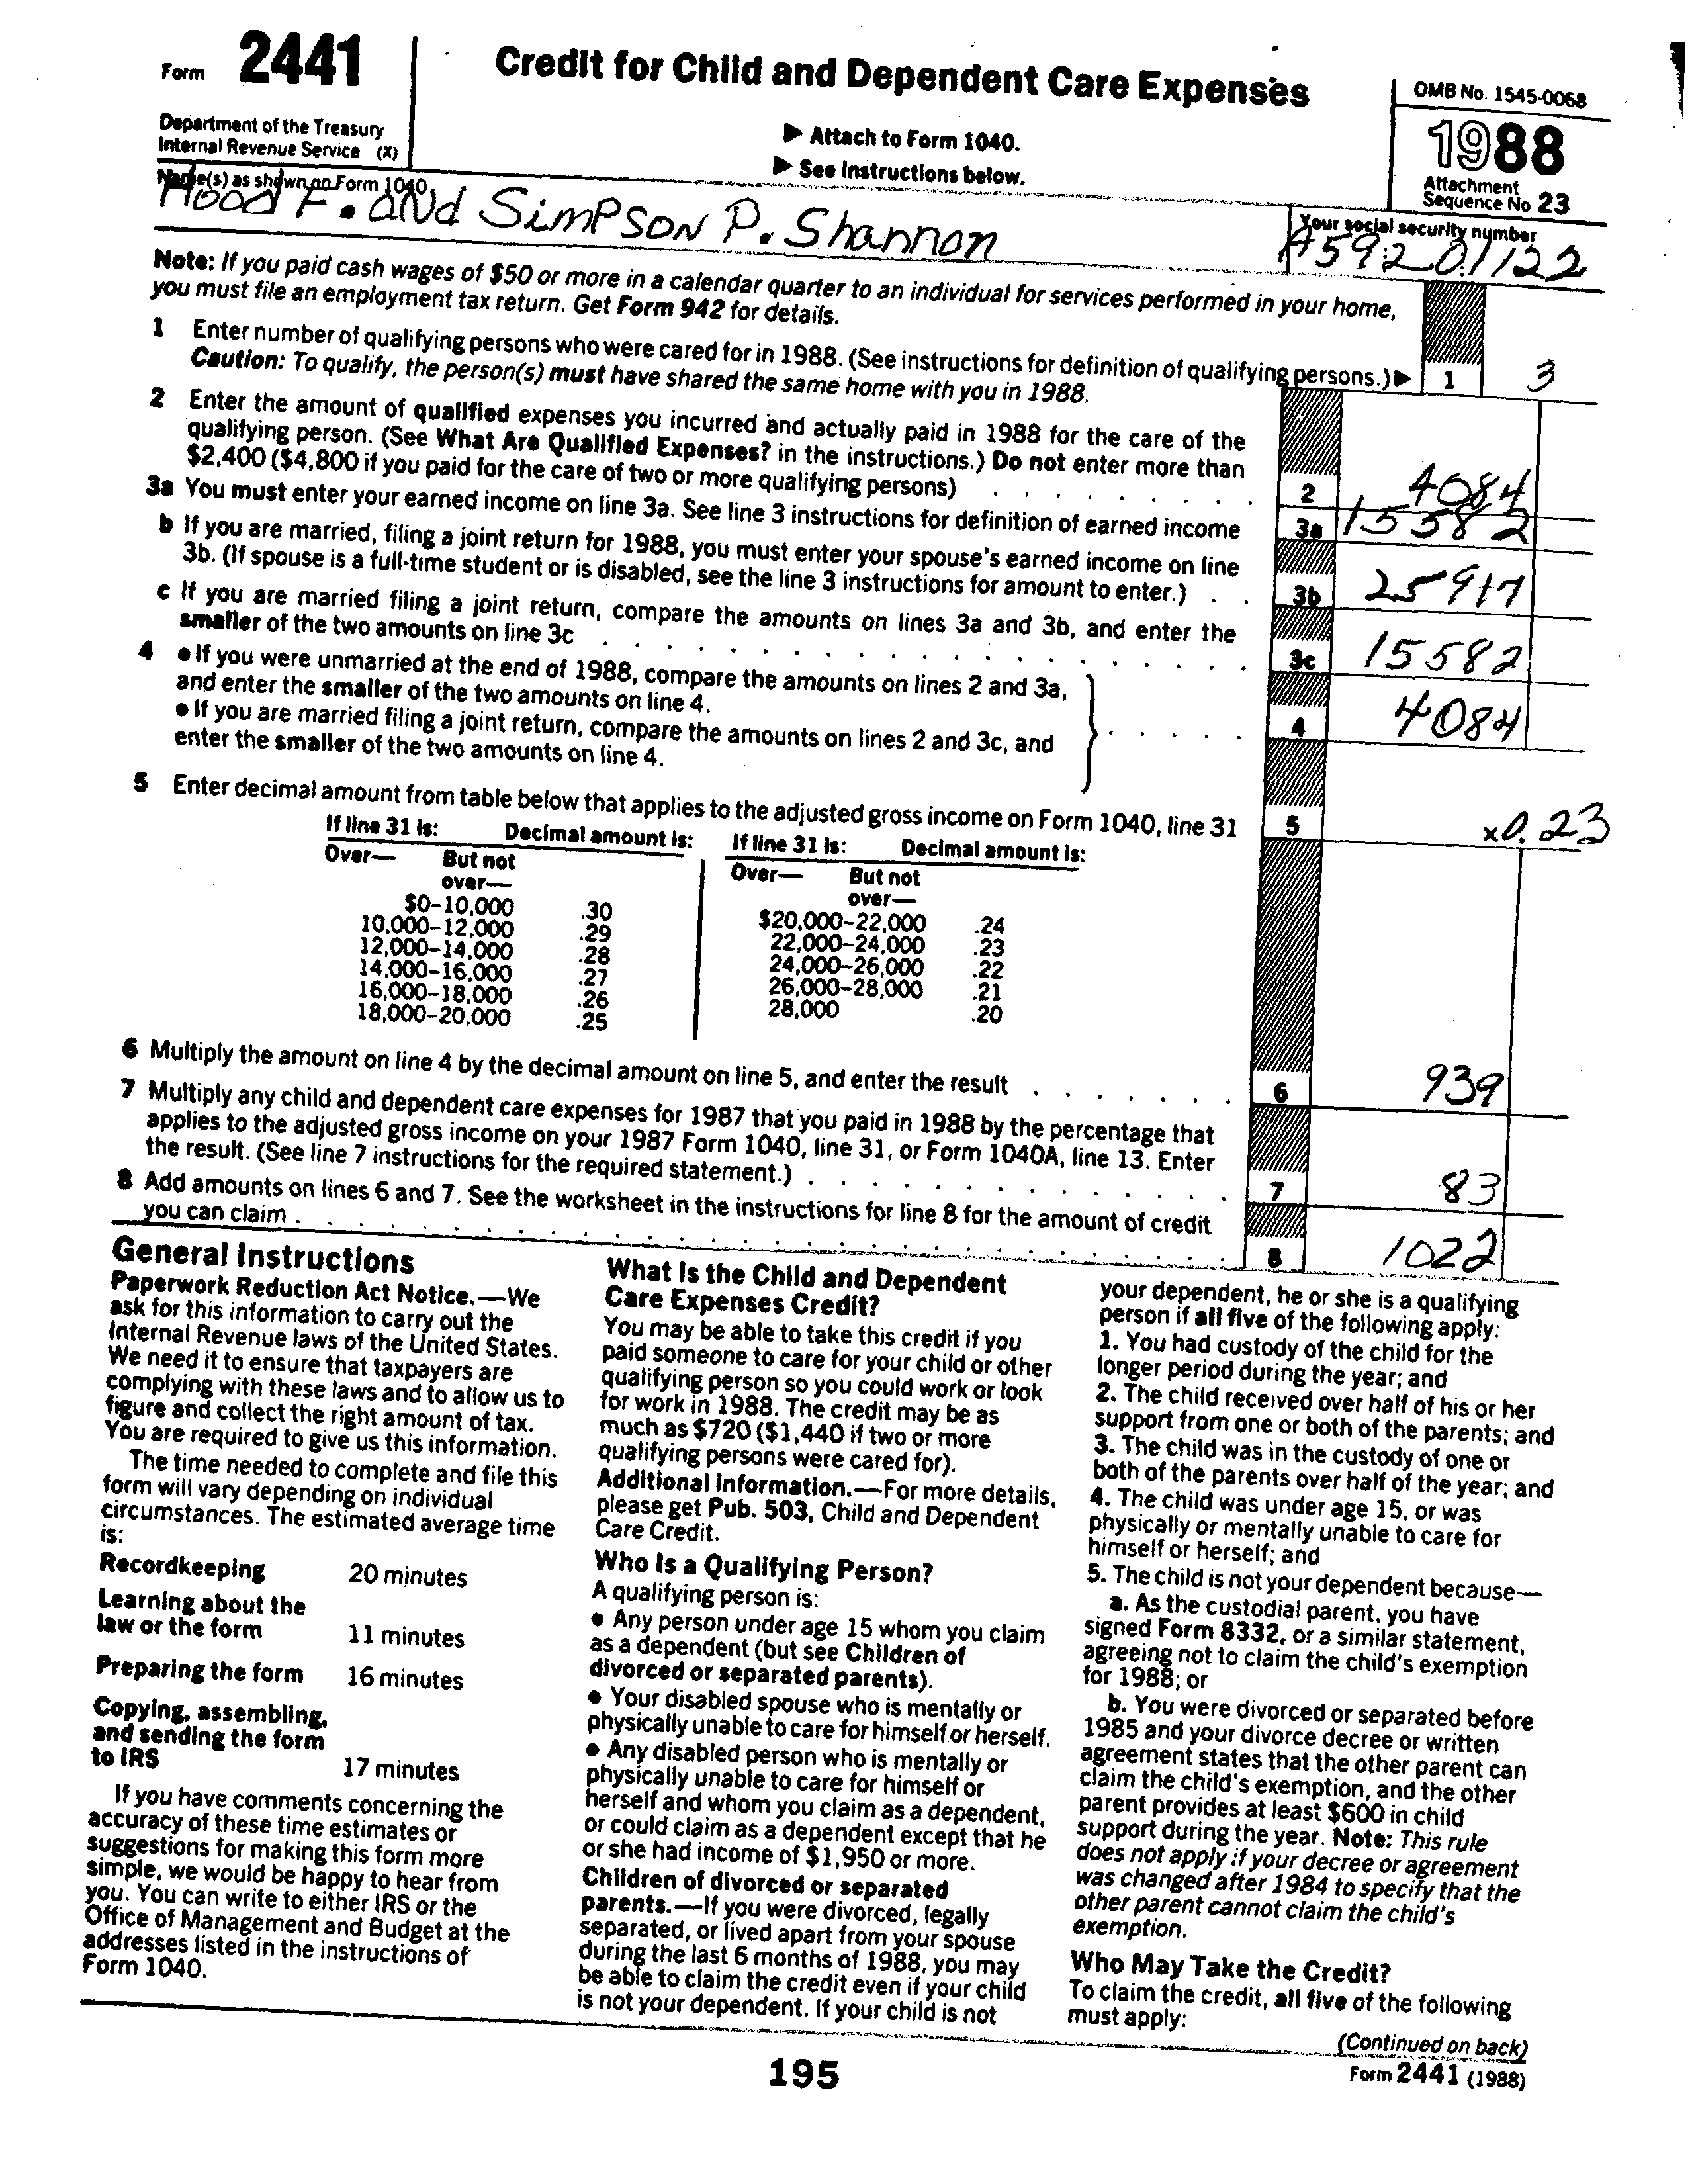 Form 2441
Credit for Child and Dependent Care Expenses
OMB No. 1545-0068
Department of the Treasury
Internal Revenue Service (X)
▶ Attach to Form 1040.
▶ See Instructions below.
1988
Attachment
Sequence No 23
Name(s) as shown on Form 1040
Hood F. and Simpson P. Shannon
Your social security number
A59:20:1122
Note: If you paid cash wages of $50 or more in a calendar quarter to an individual for services performed in your home,
you must file an employment tax return. Get Form 942 for details.
1 Enter number of qualifying persons who were cared for in 1988. (See instructions for definition of qualifying persons.) ▶ 1 3
Caution: To qualify, the person(s) must have shared the same home with you in 1988.
2 Enter the amount of qualified expenses you incurred and actually paid in 1988 for the care of the
qualifying person. (See What Are Qualified Expenses? in the instructions.) Do not enter more than
$2,400 ($4,800 if you paid for the care of two or more qualifying persons) . . . . . . . . 2 4084
3a You must enter your earned income on line 3a. See line 3 instructions for definition of earned income 3a 15582
b If you are married, filing a joint return for 1988, you must enter your spouse's earned income on line
3b. (If spouse is a full-time student or is disabled, see the line 3 instructions for amount to enter.) . . 3b 25917
c If you are married filing a joint return, compare the amounts on lines 3a and 3b, and enter the
smaller of the two amounts on line 3c . . . . . . . . . . . . . . . . . . 3c 15582
4 ● If you were unmarried at the end of 1988, compare the amounts on lines 2 and 3a,
and enter the smaller of the two amounts on line 4.
● If you are married filing a joint return, compare the amounts on lines 2 and 3c, and
enter the smaller of the two amounts on line 4.
} . . . . . 4 4084
5 Enter decimal amount from table below that applies to the adjusted gross income on Form 1040, line 31 5 x0.23
If line 31 is: Decimal amount is: If line 31 is: Decimal amount is:
Over— But not over— Over— But not over—
$0–10,000 .30 $20,000–22,000 .24
10,000–12,000 .29 22,000–24,000 .23
12,000–14,000 .28 24,000–26,000 .22
14,000–16,000 .27 26,000–28,000 .21
16,000–18,000 .26 28,000 .20
18,000–20,000 .25
6 Multiply the amount on line 4 by the decimal amount on line 5, and enter the result . . . . . . . 6 939
7 Multiply any child and dependent care expenses for 1987 that you paid in 1988 by the percentage that
applies to the adjusted gross income on your 1987 Form 1040, line 31, or Form 1040A, line 13. Enter
the result. (See line 7 instructions for the required statement.) . . . . . . . . . . . . . . 7 83
8 Add amounts on lines 6 and 7. See the worksheet in the instructions for line 8 for the amount of credit
you can claim . . . . . . . . . . . . . . . . . . . . . . . . . . . . . 8 1022
General Instructions
Paperwork Reduction Act Notice.—We
ask for this information to carry out the
Internal Revenue laws of the United States.
We need it to ensure that taxpayers are
complying with these laws and to allow us to
figure and collect the right amount of tax.
You are required to give us this information.
The time needed to complete and file this
form will vary depending on individual
circumstances. The estimated average time
is:
Recordkeeping 20 minutes
Learning about the
law or the form 11 minutes
Preparing the form 16 minutes
Copying, assembling,
and sending the form
to IRS 17 minutes
If you have comments concerning the
accuracy of these time estimates or
suggestions for making this form more
simple, we would be happy to hear from
you. You can write to either IRS or the
Office of Management and Budget at the
addresses listed in the instructions of
Form 1040.
What Is the Child and Dependent
Care Expenses Credit?
You may be able to take this credit if you
paid someone to care for your child or other
qualifying person so you could work or look
for work in 1988. The credit may be as
much as $720 ($1,440 if two or more
qualifying persons were cared for).
Additional Information.—For more details,
please get Pub. 503, Child and Dependent
Care Credit.
Who Is a Qualifying Person?
A qualifying person is:
● Any person under age 15 whom you claim
as a dependent (but see Children of
divorced or separated parents).
● Your disabled spouse who is mentally or
physically unable to care for himself or herself.
● Any disabled person who is mentally or
physically unable to care for himself or
herself and whom you claim as a dependent,
or could claim as a dependent except that he
or she had income of $1,950 or more.
Children of divorced or separated
parents.—If you were divorced, legally
separated, or lived apart from your spouse
during the last 6 months of 1988, you may
be able to claim the credit even if your child
is not your dependent. If your child is not
your dependent, he or she is a qualifying
person if all five of the following apply:
1. You had custody of the child for the
longer period during the year; and
2. The child received over half of his or her
support from one or both of the parents; and
3. The child was in the custody of one or
both of the parents over half of the year; and
4. The child was under age 15, or was
physically or mentally unable to care for
himself or herself; and
5. The child is not your dependent because—
a. As the custodial parent, you have
signed Form 8332, or a similar statement,
agreeing not to claim the child's exemption
for 1988; or
b. You were divorced or separated before
1985 and your divorce decree or written
agreement states that the other parent can
claim the child's exemption, and the other
parent provides at least $600 in child
support during the year. Note: This rule
does not apply if your decree or agreement
was changed after 1984 to specify that the
other parent cannot claim the child's
exemption.
Who May Take the Credit?
To claim the credit, all five of the following
must apply:
(Continued on back)
195
Form 2441 (1988)